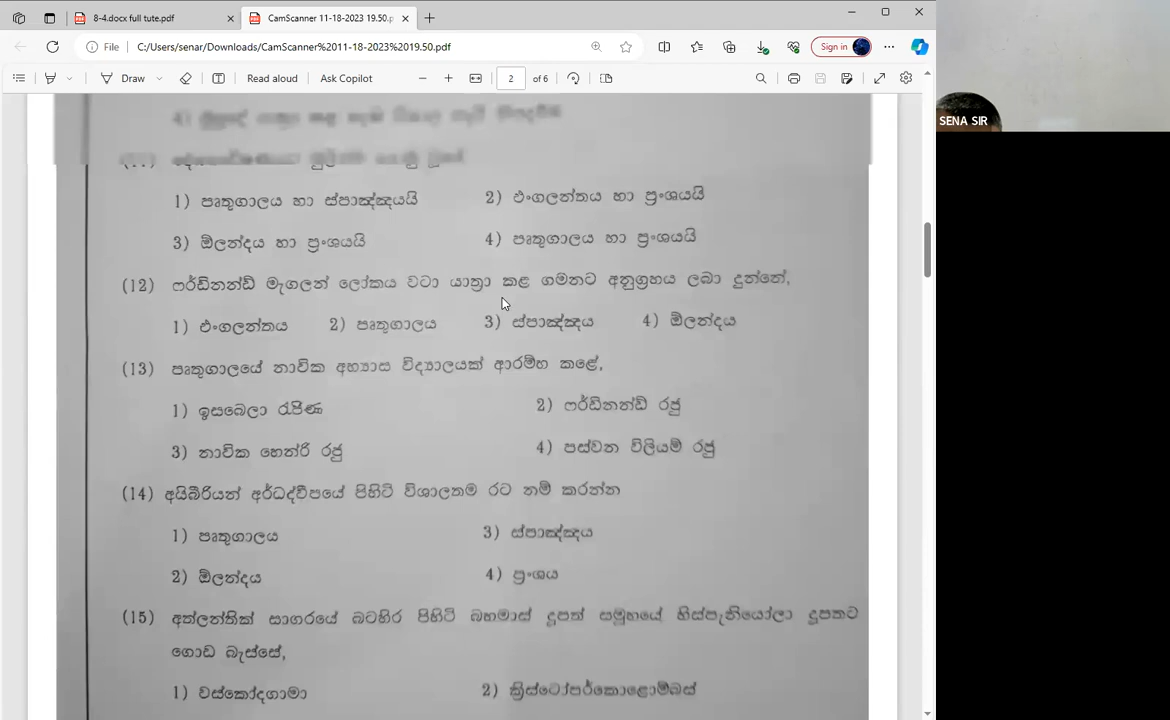 8-4.docx full tute.pdf
CamScanner 11-18-2023 19.50.p
File C:/Users/senar/Downloads/CamScanner%2011-18-2023%2019.50.pdf
Sign in
Draw Read aloud Ask Copilot 2 of 6
SENA SIR
1) පෘතුගාලය හා ස්පාඤ්ඤයයි 2) එංගලන්තය හා ප්‍රංශයයි
3) ඕලන්දය හා ප්‍රංශයයි 4) පෘතුගාලය හා ප්‍රංශයයි
(12) ෆර්ඩිනන්ඩ් මැගලන් ලෝකය වටා යාත්‍රා කළ ගමනට අනුග්‍රහය ලබා දුන්නේ,
1) එංගලන්තය 2) පෘතුගාලය 3) ස්පාඤ්ඤය 4) ඕලන්දය
(13) පෘතුගාලයේ නාවික අභ්‍යාස විද්‍යාලයක් ආරම්භ කළේ,
1) ඉසබෙලා රැජිණ 2) ෆර්ඩිනන්ඩ් රජු
3) නාවික හෙන්රි රජු 4) පස්වන විලියම් රජු
(14) අයිබීරියන් අර්ධද්වීපයේ පිහිටි විශාලතම රට නම් කරන්න
1) පෘතුගාලය 3) ස්පාඤ්ඤය
2) ඕලන්දය 4) ප්‍රංශය
(15) අත්ලන්තික් සාගරයේ බටහිර පිහිටි බහමාස් දූපත් සමූහයේ හිස්පැනියෝලා දූපතට
ගොඩ බැස්සේ,
1) වස්කෝදගාමා 2) ක්‍රිස්ටෝපර්කොළොම්බස්